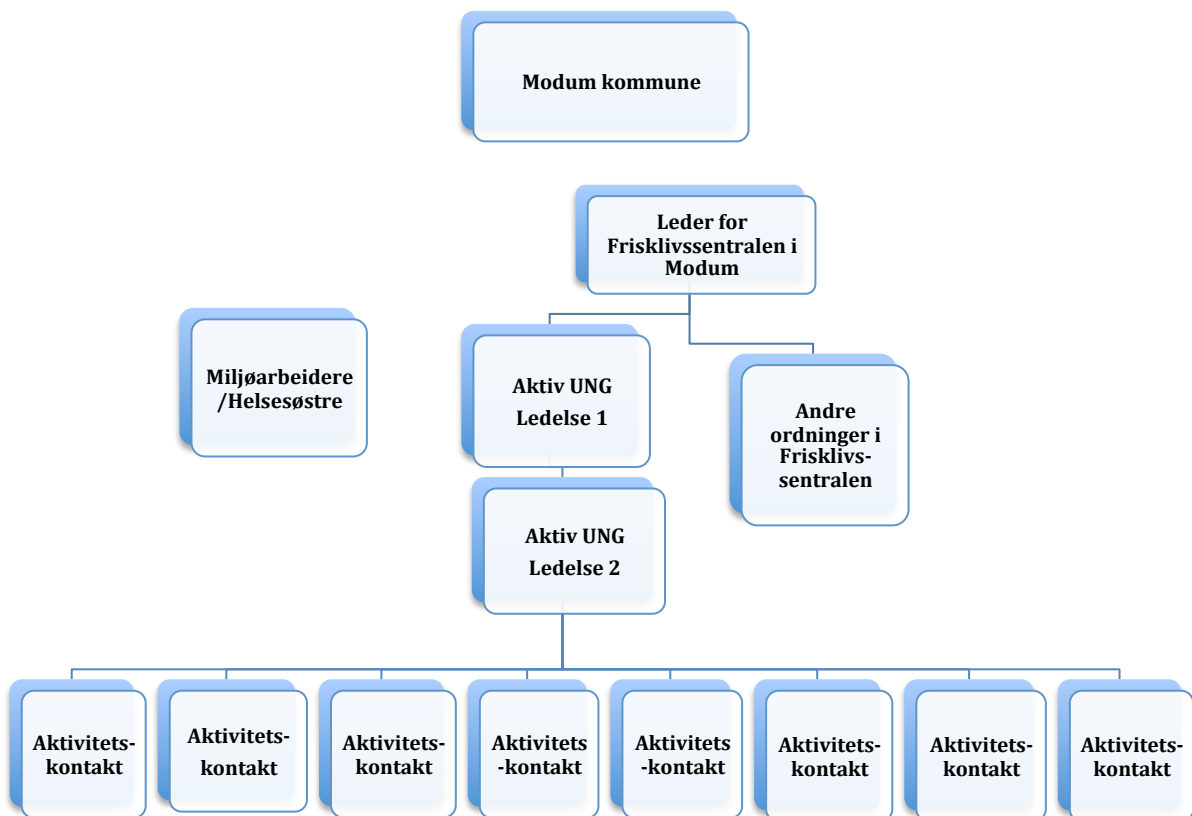 Modum kommune
Leder for
Frisklivssentralen i
Modum
Miljøarbeidere
/Helsesøstre
Aktiv UNG
Ledelse 1
Andre
ordninger i
Frisklivs-
sentralen
Aktiv UNG
Ledelse 2
Aktivitets-
kontakt
Aktivitets-
kontakt
Aktivitets-
kontakt
Aktivitets
-kontakt
Aktivitets
-kontakt
Aktivitets-
kontakt
Aktivitets-
kontakt
Aktivitets-
kontakt